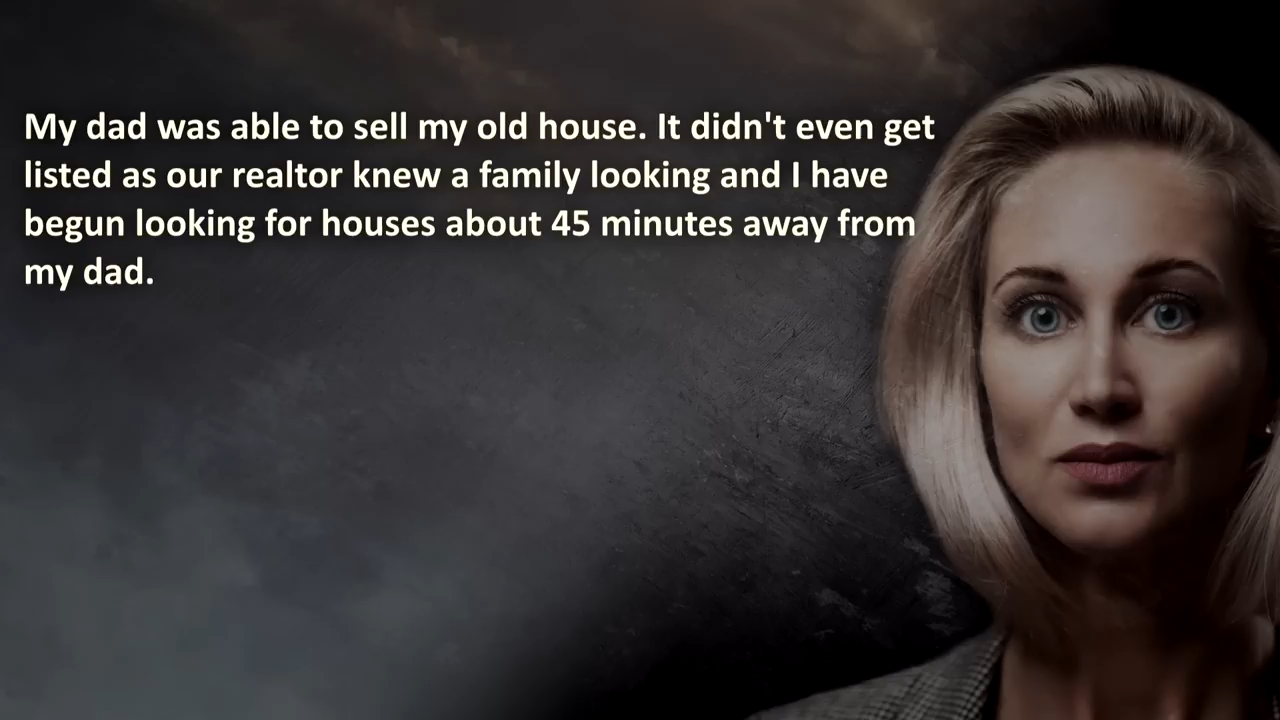 My dad was able to sell my old house. It didn't even get
listed as our realtor knew a family looking and I have
begun looking for houses about 45 minutes away from
my dad.